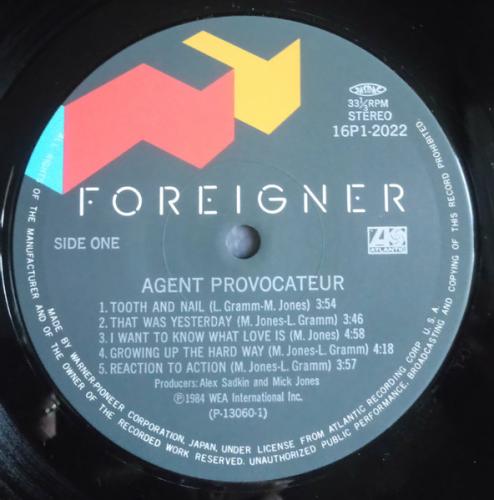 JASRAC
33⅓RPM
STEREO
16P1-2022
FOREIGNER
SIDE ONE
ATLANTIC
AGENT PROVOCATEUR
1. TOOTH AND NAIL (L. Gramm-M. Jones) 3:54
2. THAT WAS YESTERDAY (M. Jones-L. Gramm) 3:46
3. I WANT TO KNOW WHAT LOVE IS (M. Jones) 4:58
4. GROWING UP THE HARD WAY (M. Jones-L. Gramm) 4:18
5. REACTION TO ACTION (M. Jones-L. Gramm) 3:57
Producers: Alex Sadkin and Mick Jones
Ⓟ©1984 WEA International Inc.
(P-13060-1)
MADE BY WARNER-PIONEER CORPORATION, JAPAN, UNDER LICENSE FROM ATLANTIC RECORDING CORP. U.S.A.
ALL RIGHTS OF THE MANUFACTURER AND OF THE OWNER OF THE RECORDED WORK RESERVED. UNAUTHORIZED PUBLIC PERFORMANCE, BROADCASTING AND COPYING OF THIS RECORD PROHIBITED.